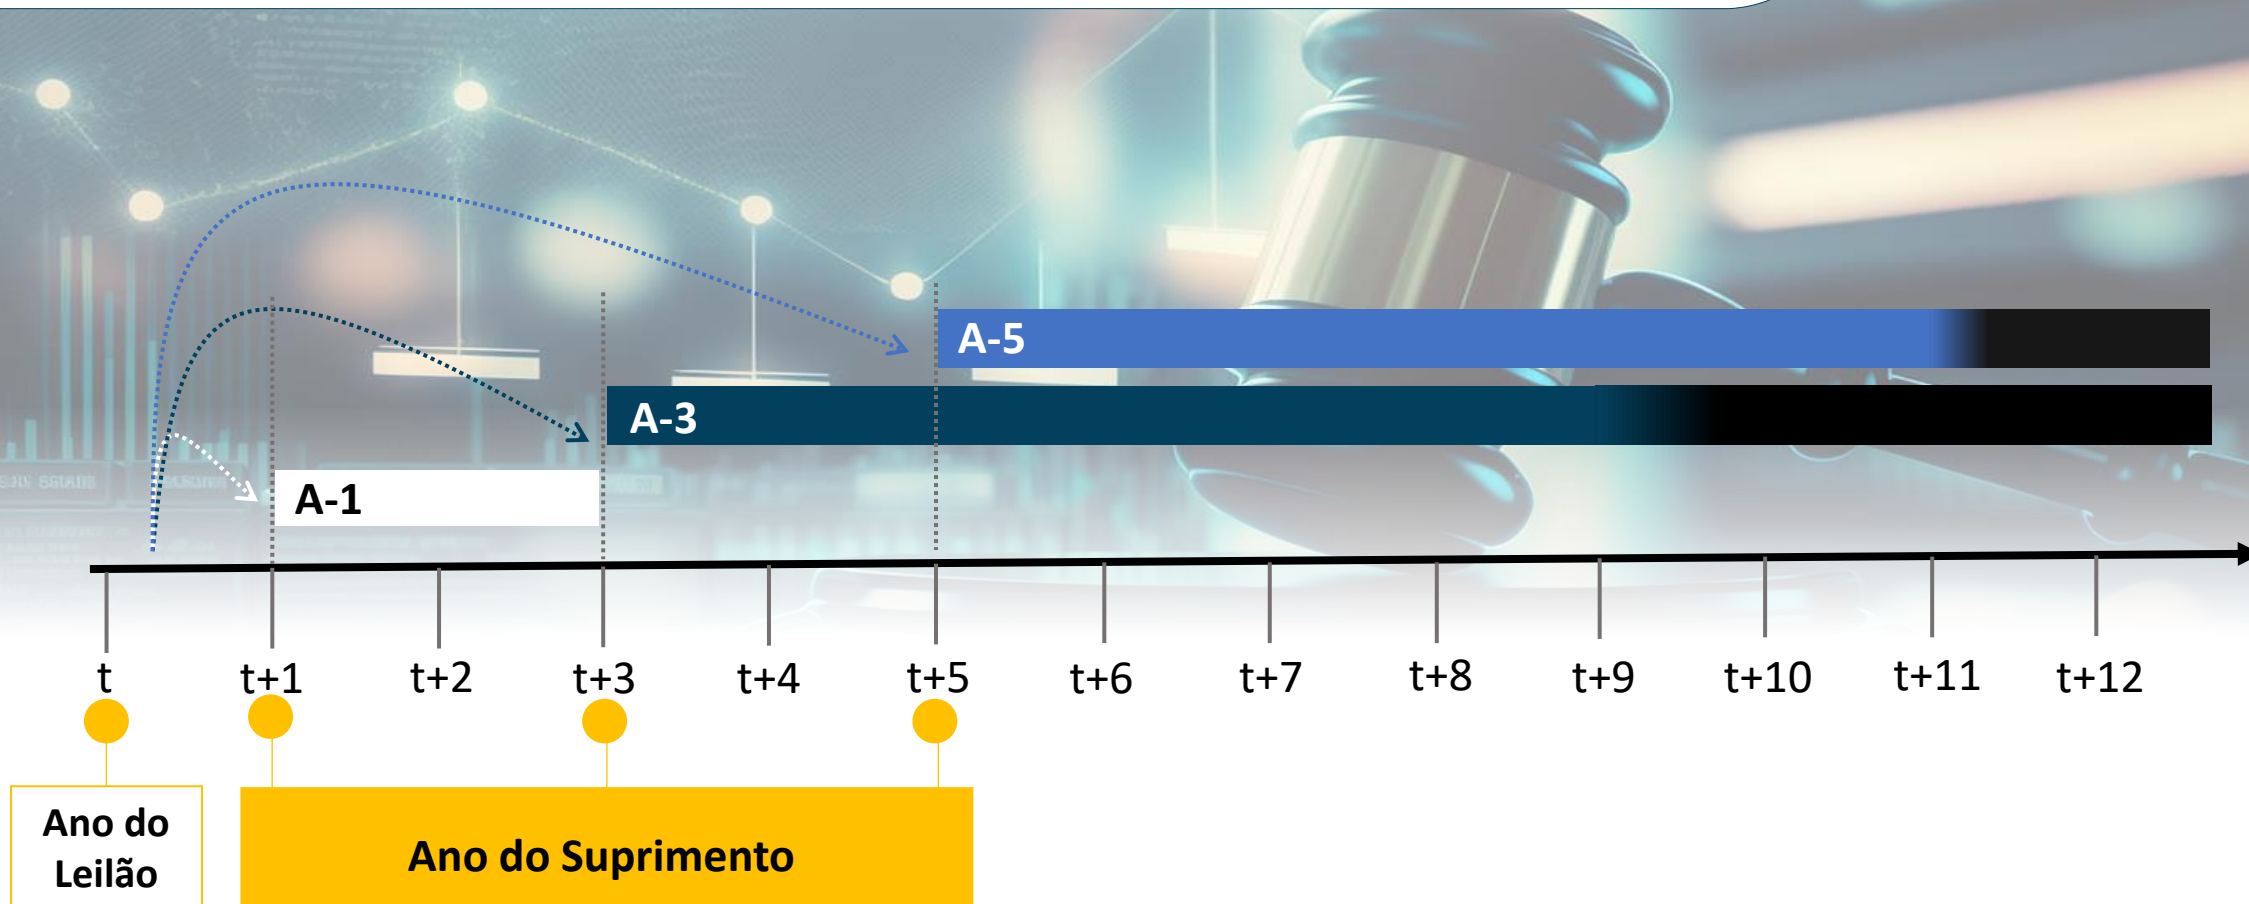 A-5
A-3
A-1
t t+1 t+2 t+3 t+4 t+5 t+6 t+7 t+8 t+9 t+10 t+11 t+12
Ano do
Leilão
Ano do Suprimento